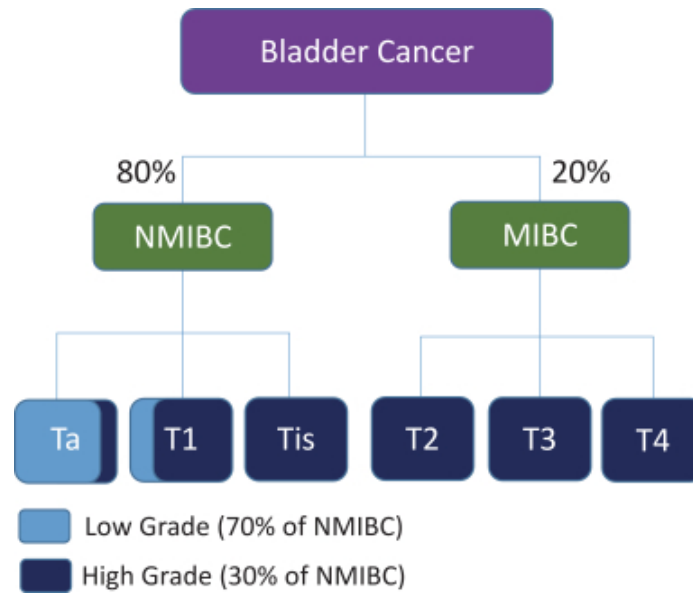 Bladder Cancer
80%
20%
NMIBC
MIBC
Ta
T1
Tis
T2
T3
T4
Low Grade (70% of NMIBC)
High Grade (30% of NMIBC)